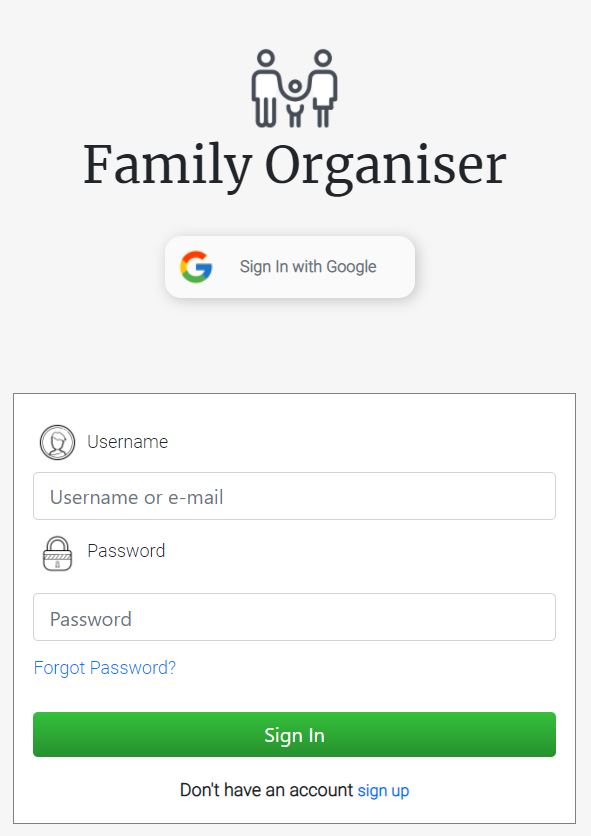 Family Organiser
Sign In with Google
Username
Username or e-mail
Password
Password
Forgot Password?
Sign In
Don't have an account sign up